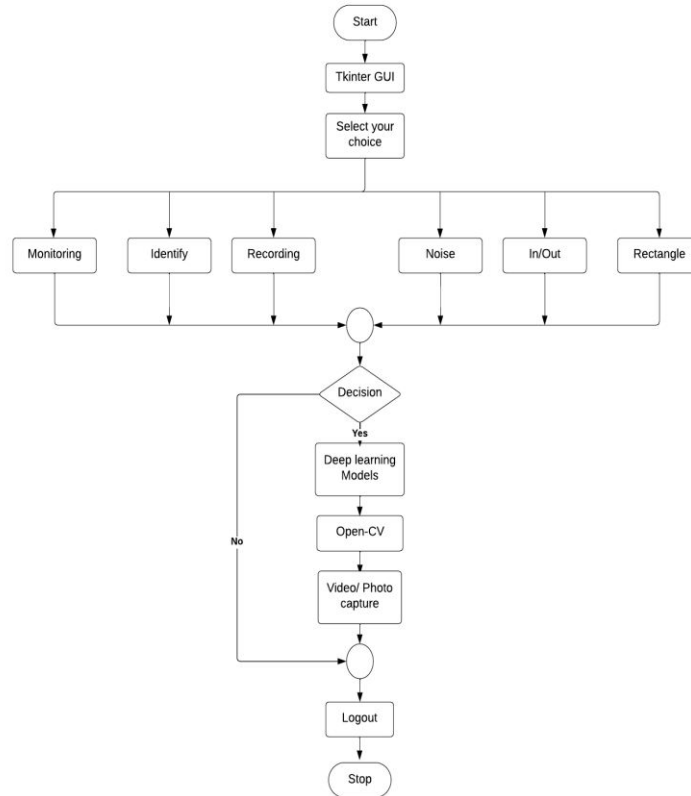 Start
Tkinter GUI
Select your
choice
Monitoring
Identify
Recording
Noise
In/Out
Rectangle
Decision
Yes
Deep learning
Models
Open-CV
No
Video/ Photo
capture
Logout
Stop